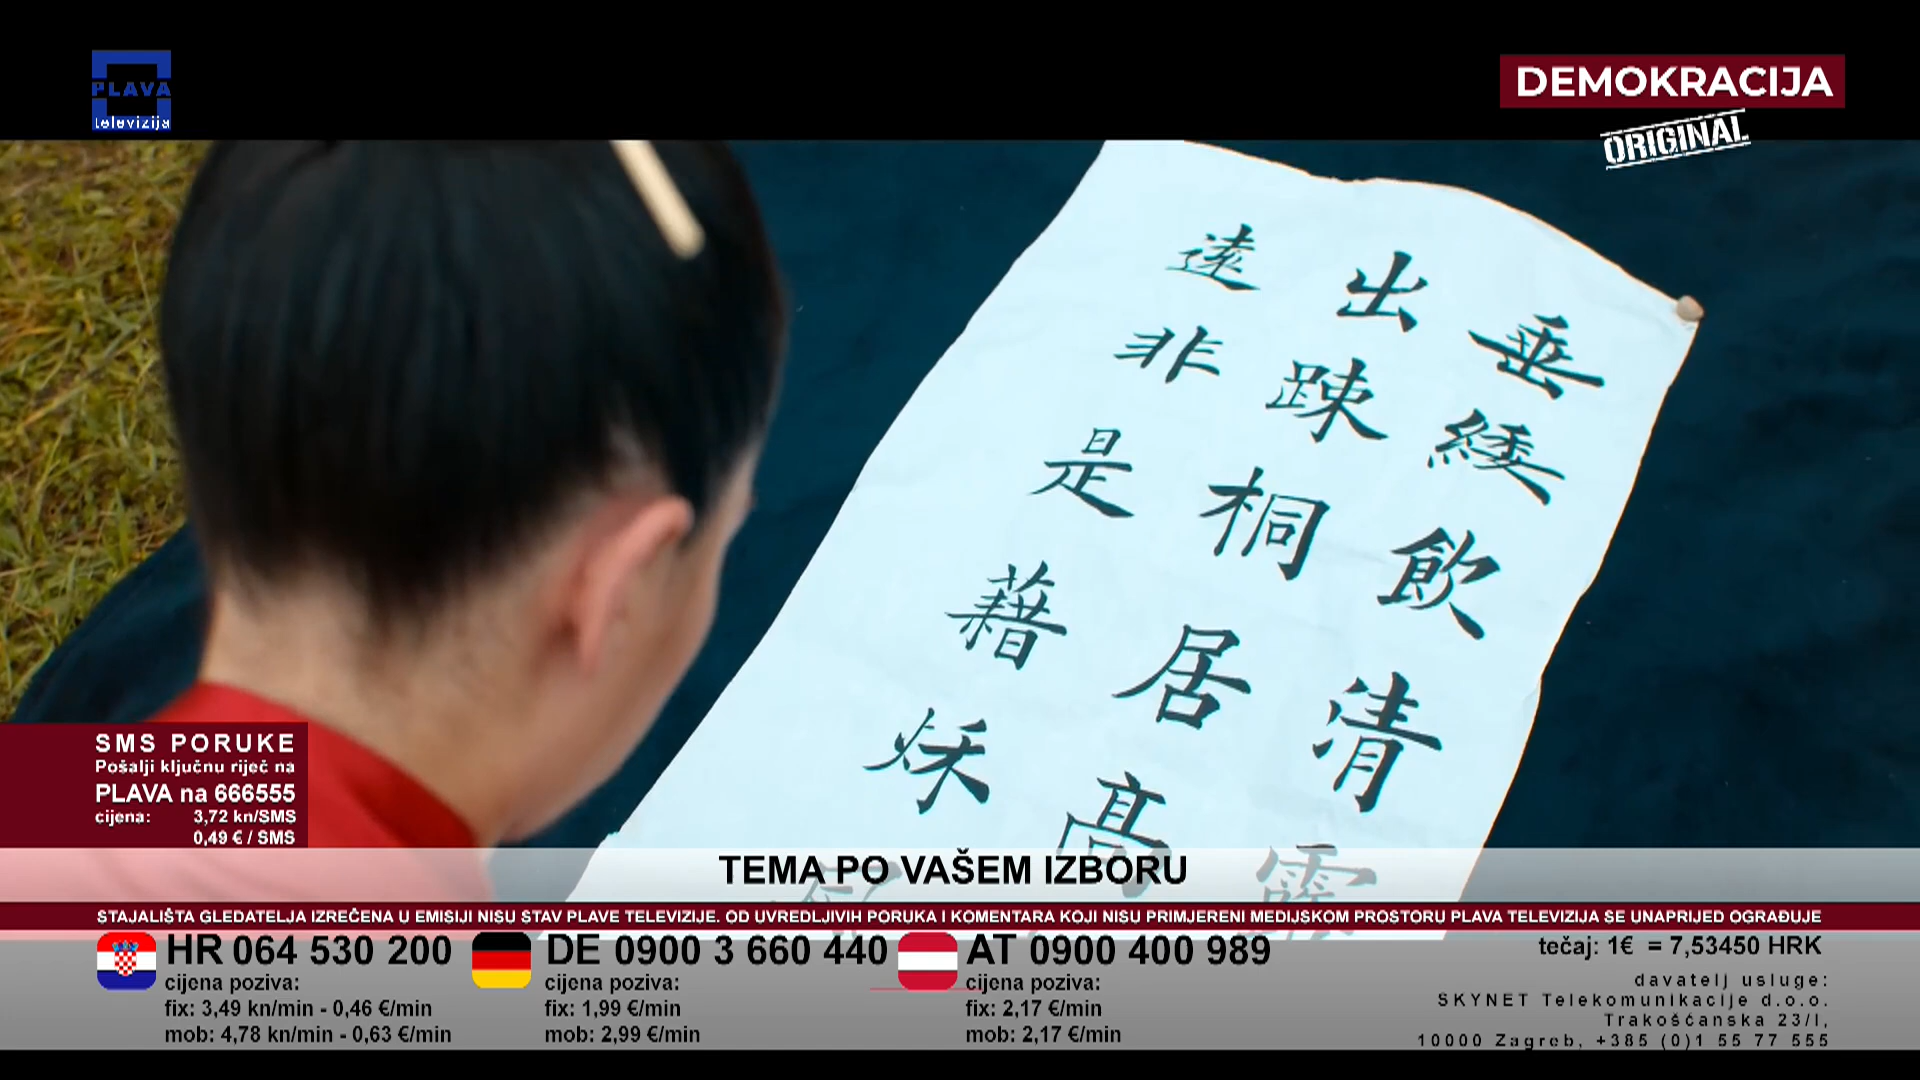 PLAVA
televizija
DEMOKRACIJA
ORIGINAL
垂緌飲清露
出踈桐居高
遠非是藉秌
SMS PORUKE
Pošalji ključnu riječ na
PLAVA na 666555
cijena: 3,72 kn/SMS
0,49 € / SMS
TEMA PO VAŠEM IZBORU
STAJALIŠTA GLEDATELJA IZREČENA U EMISIJI NISU STAV PLAVE TELEVIZIJE. OD UVREDLJIVIH PORUKA I KOMENTARA KOJI NISU PRIMJERENI MEDIJSKOM PROSTORU PLAVA TELEVIZIJA SE UNAPRIJED OGRAĐUJE
HR 064 530 200
cijena poziva:
fix: 3,49 kn/min - 0,46 €/min
mob: 4,78 kn/min - 0,63 €/min
DE 0900 3 660 440
cijena poziva:
fix: 1,99 €/min
mob: 2,99 €/min
AT 0900 400 989
cijena poziva:
fix: 2,17 €/min
mob: 2,17 €/min
tečaj: 1€ = 7,53450 HRK
davatelj usluge:
SKYNET Telekomunikacije d.o.o.
Trakošćanska 23/I,
10000 Zagreb, +385 (0)1 55 77 555